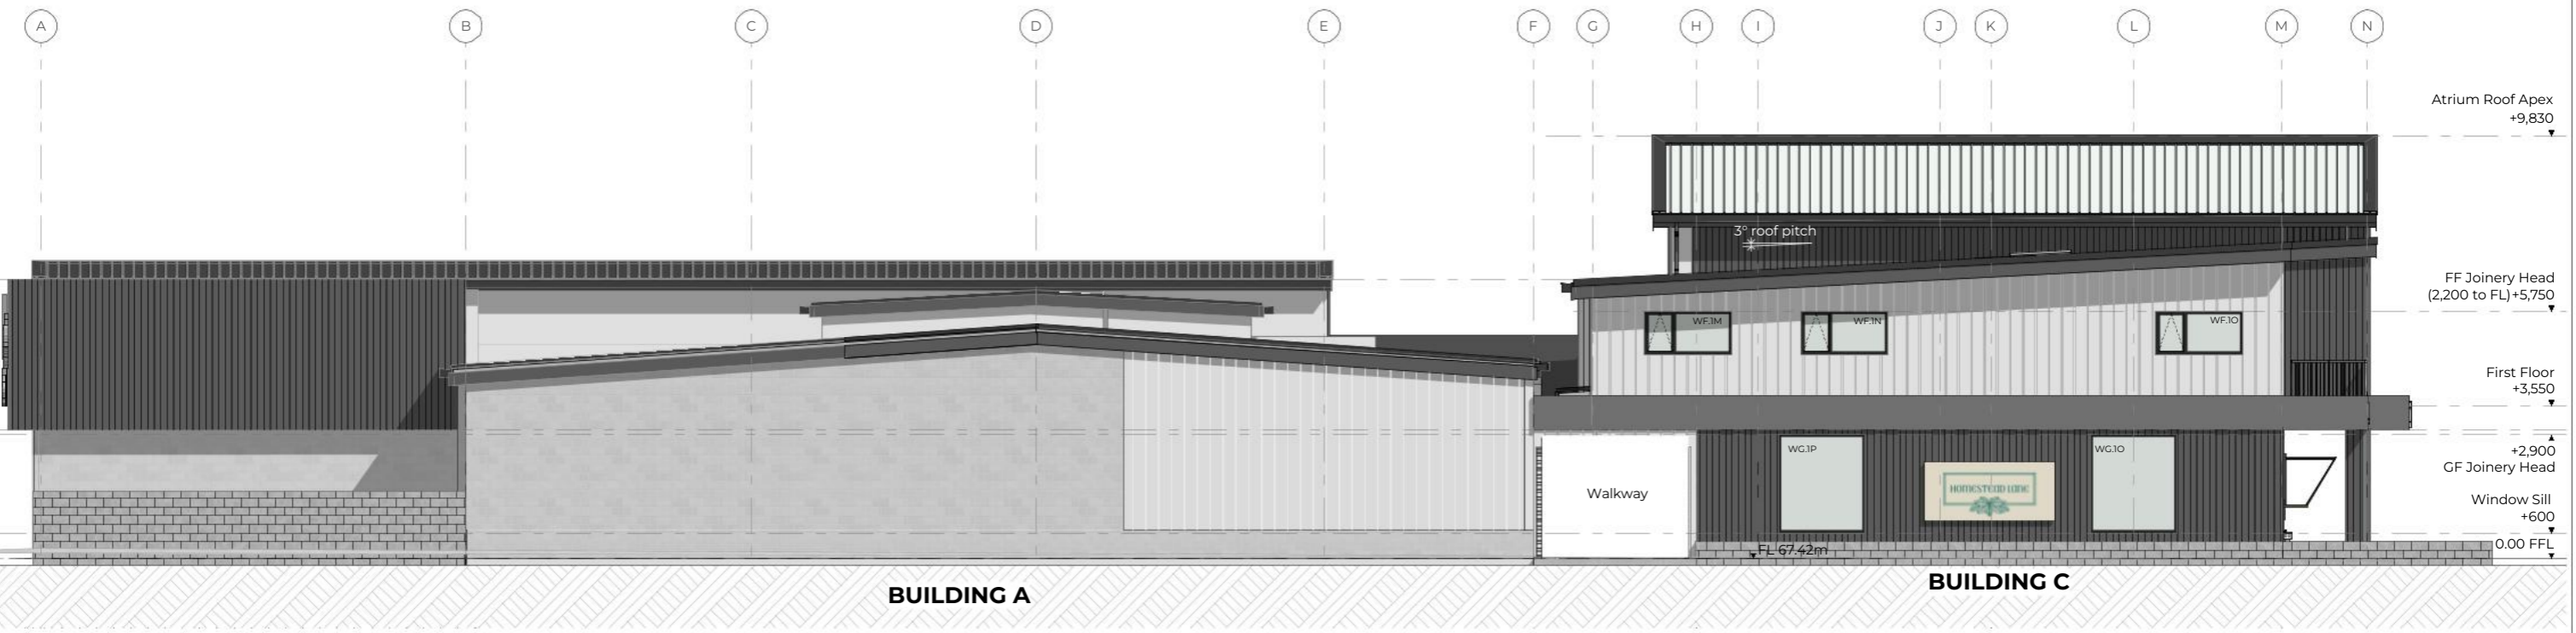 A B C D E F G H I J K L M N
Atrium Roof Apex
+9,830
3° roof pitch
FF Joinery Head
(2,200 to FL)+5,750
WF.1M
WF.1N
WF.1O
First Floor
+3,550
+2,900
GF Joinery Head
WG.1P
WG.1O
HOMESTEAD LANE
Walkway
Window Sill
+600
0.00 FFL
FL 67.42m
BUILDING A
BUILDING C